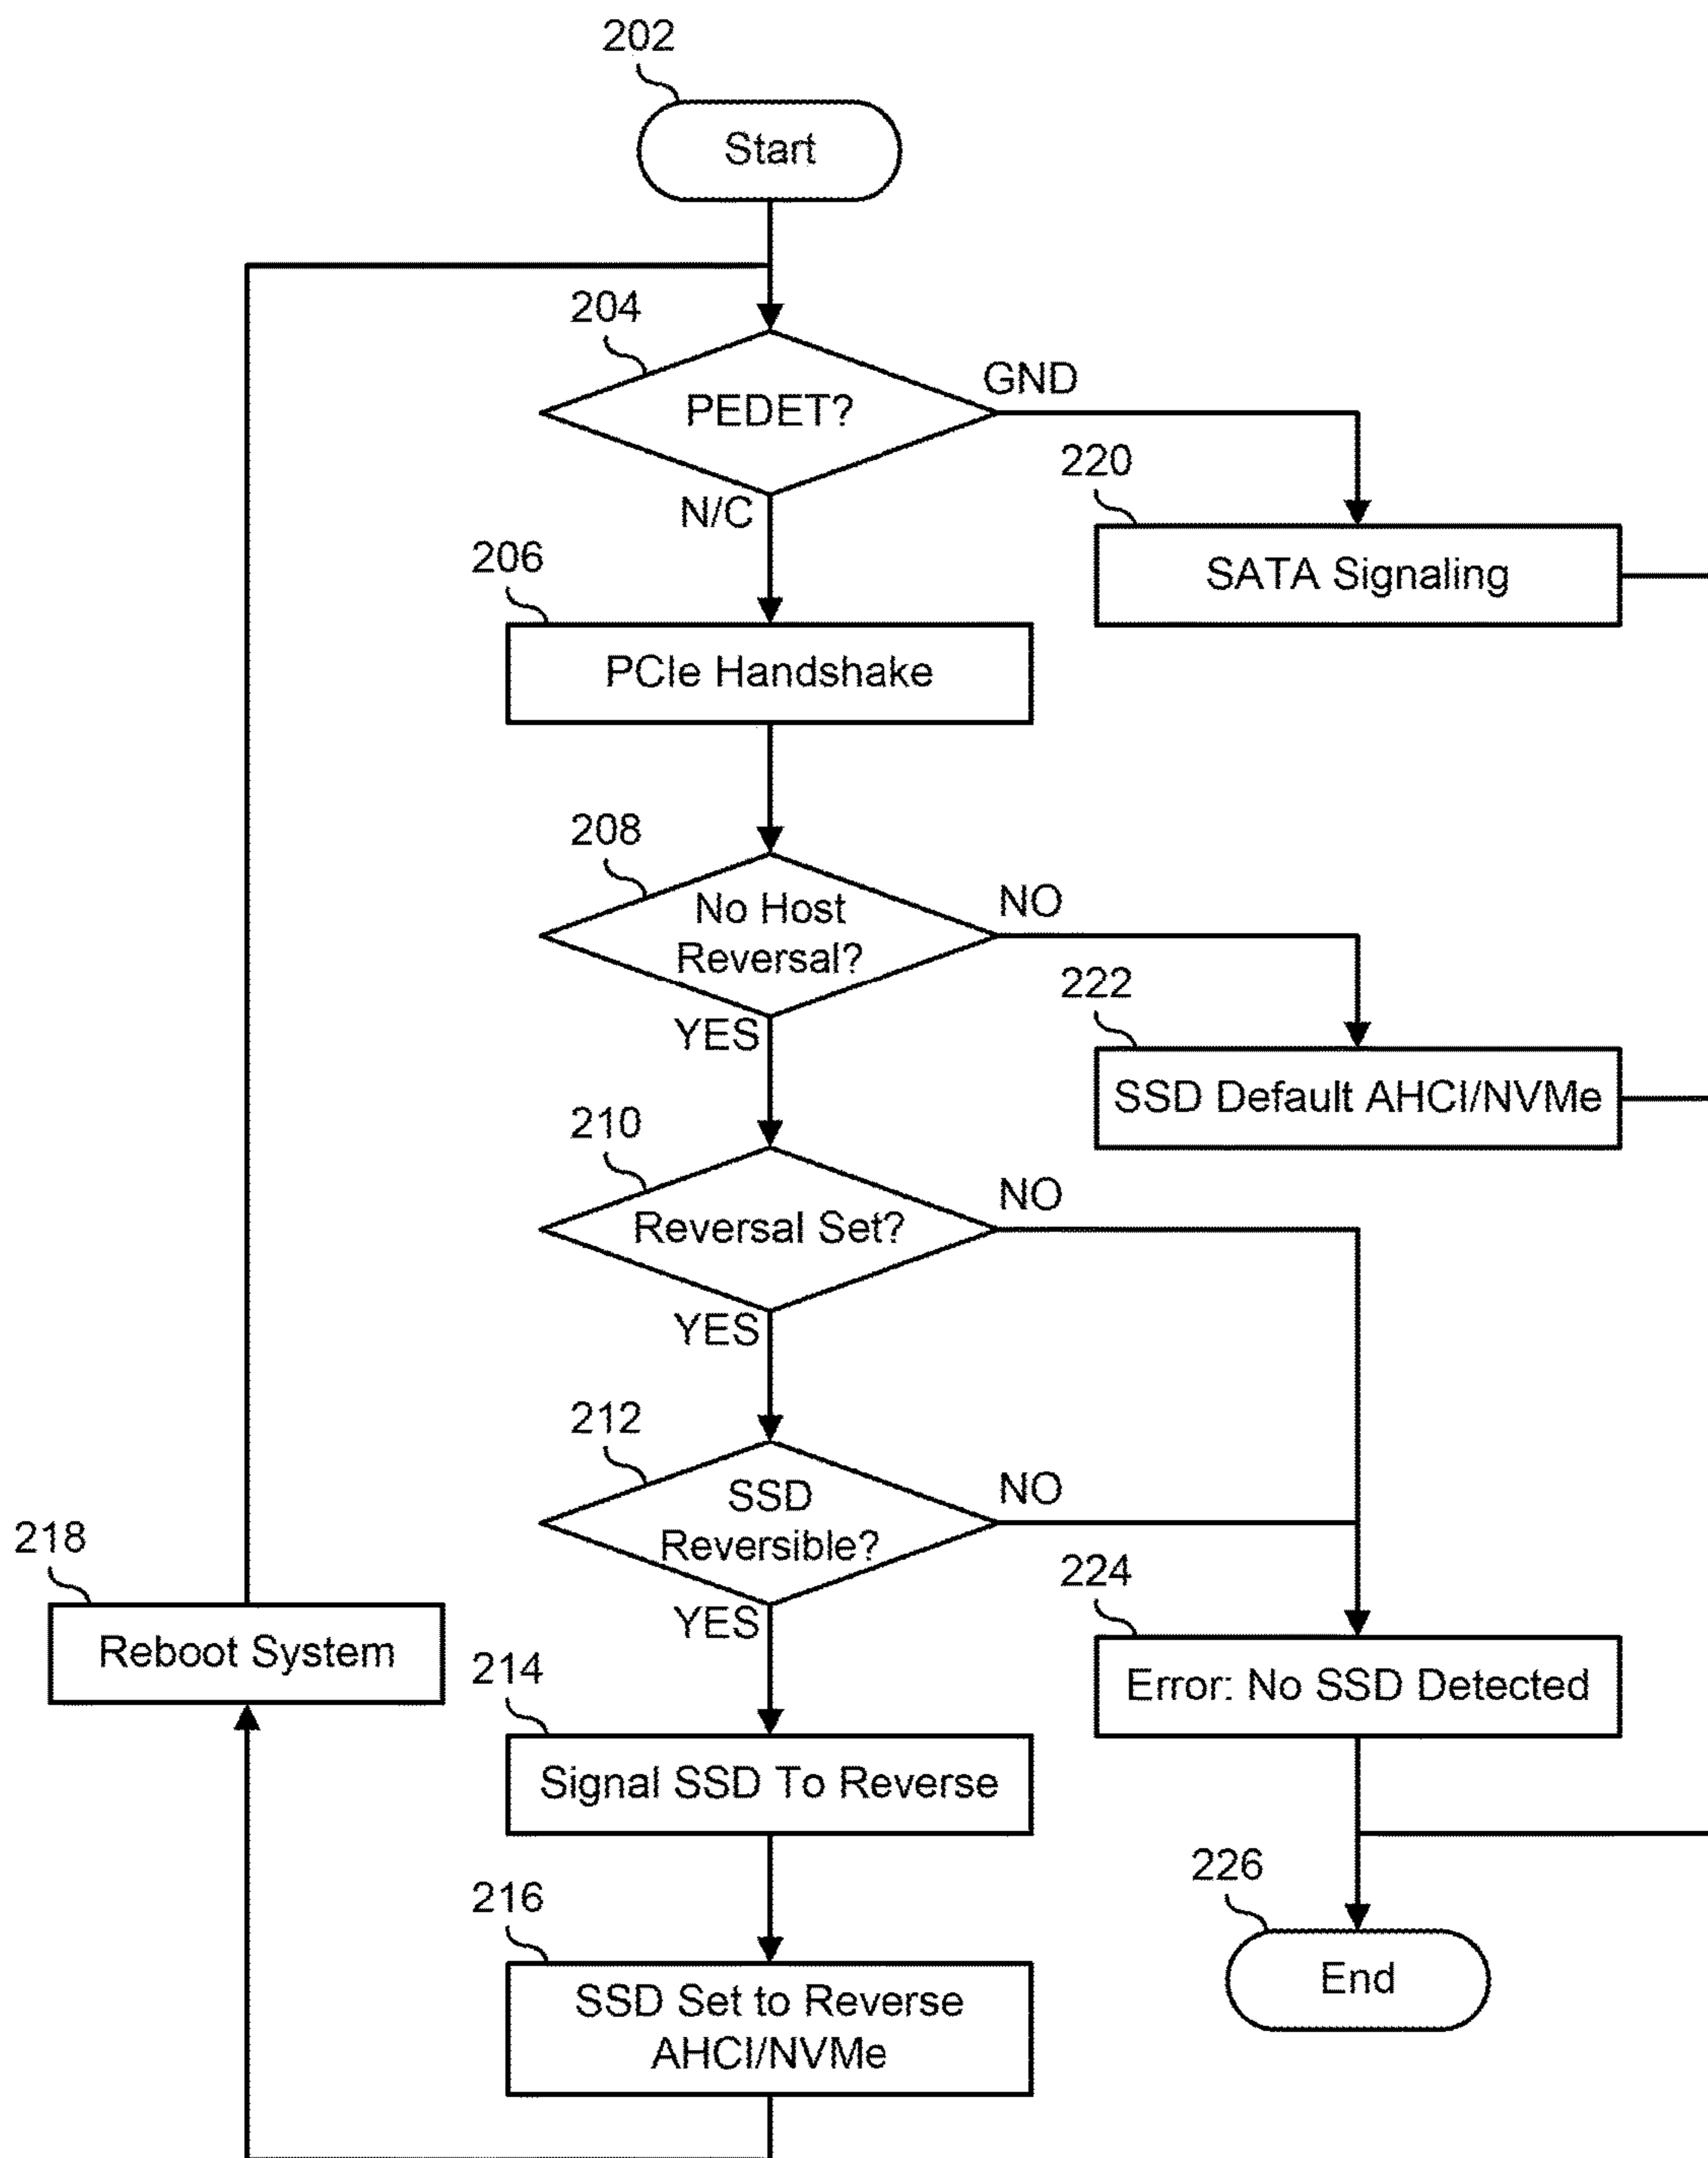 202
Start
204
PEDET?
GND
N/C
220
SATA Signaling
206
PCIe Handshake
208
No Host
Reversal?
NO
YES
222
SSD Default AHCI/NVMe
210
Reversal Set?
NO
YES
212
SSD
Reversible?
NO
YES
218
Reboot System
224
Error: No SSD Detected
214
Signal SSD To Reverse
226
End
216
SSD Set to Reverse
AHCI/NVMe